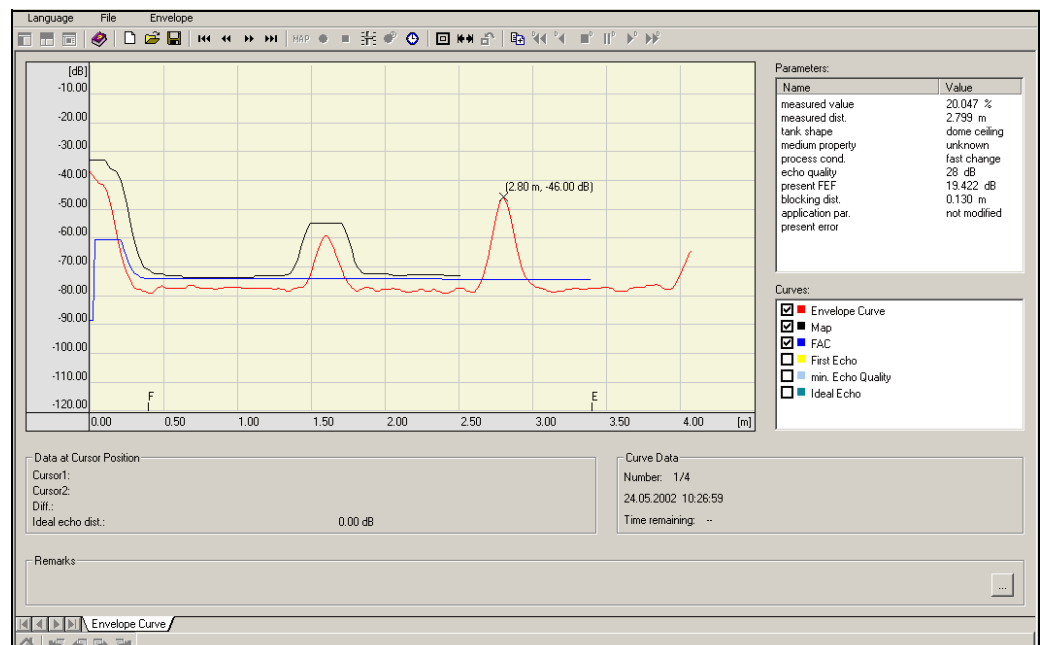 Language File Envelope
MAP
[dB]
-10.00
-20.00
-30.00
-40.00
-50.00
-60.00
-70.00
-80.00
-90.00
-100.00
-110.00
-120.00
(2.80 m, -46.00 dB)
F
E
0.00 0.50 1.00 1.50 2.00 2.50 3.00 3.50 4.00 [m]
Parameters:
Name Value
measured value 20.047 %
measured dist. 2.799 m
tank shape dome ceiling
medium property unknown
process cond. fast change
echo quality 28 dB
present FEF 19.422 dB
blocking dist. 0.130 m
application par. not modified
present error
Curves:
Envelope Curve
Map
FAC
First Echo
min. Echo Quality
Ideal Echo
Data at Cursor Position
Cursor1:
Cursor2:
Diff.:
Ideal echo dist.: 0.00 dB
Curve Data
Number: 1/4
24.05.2002 10:26:59
Time remaining: --
Remarks
...
Envelope Curve